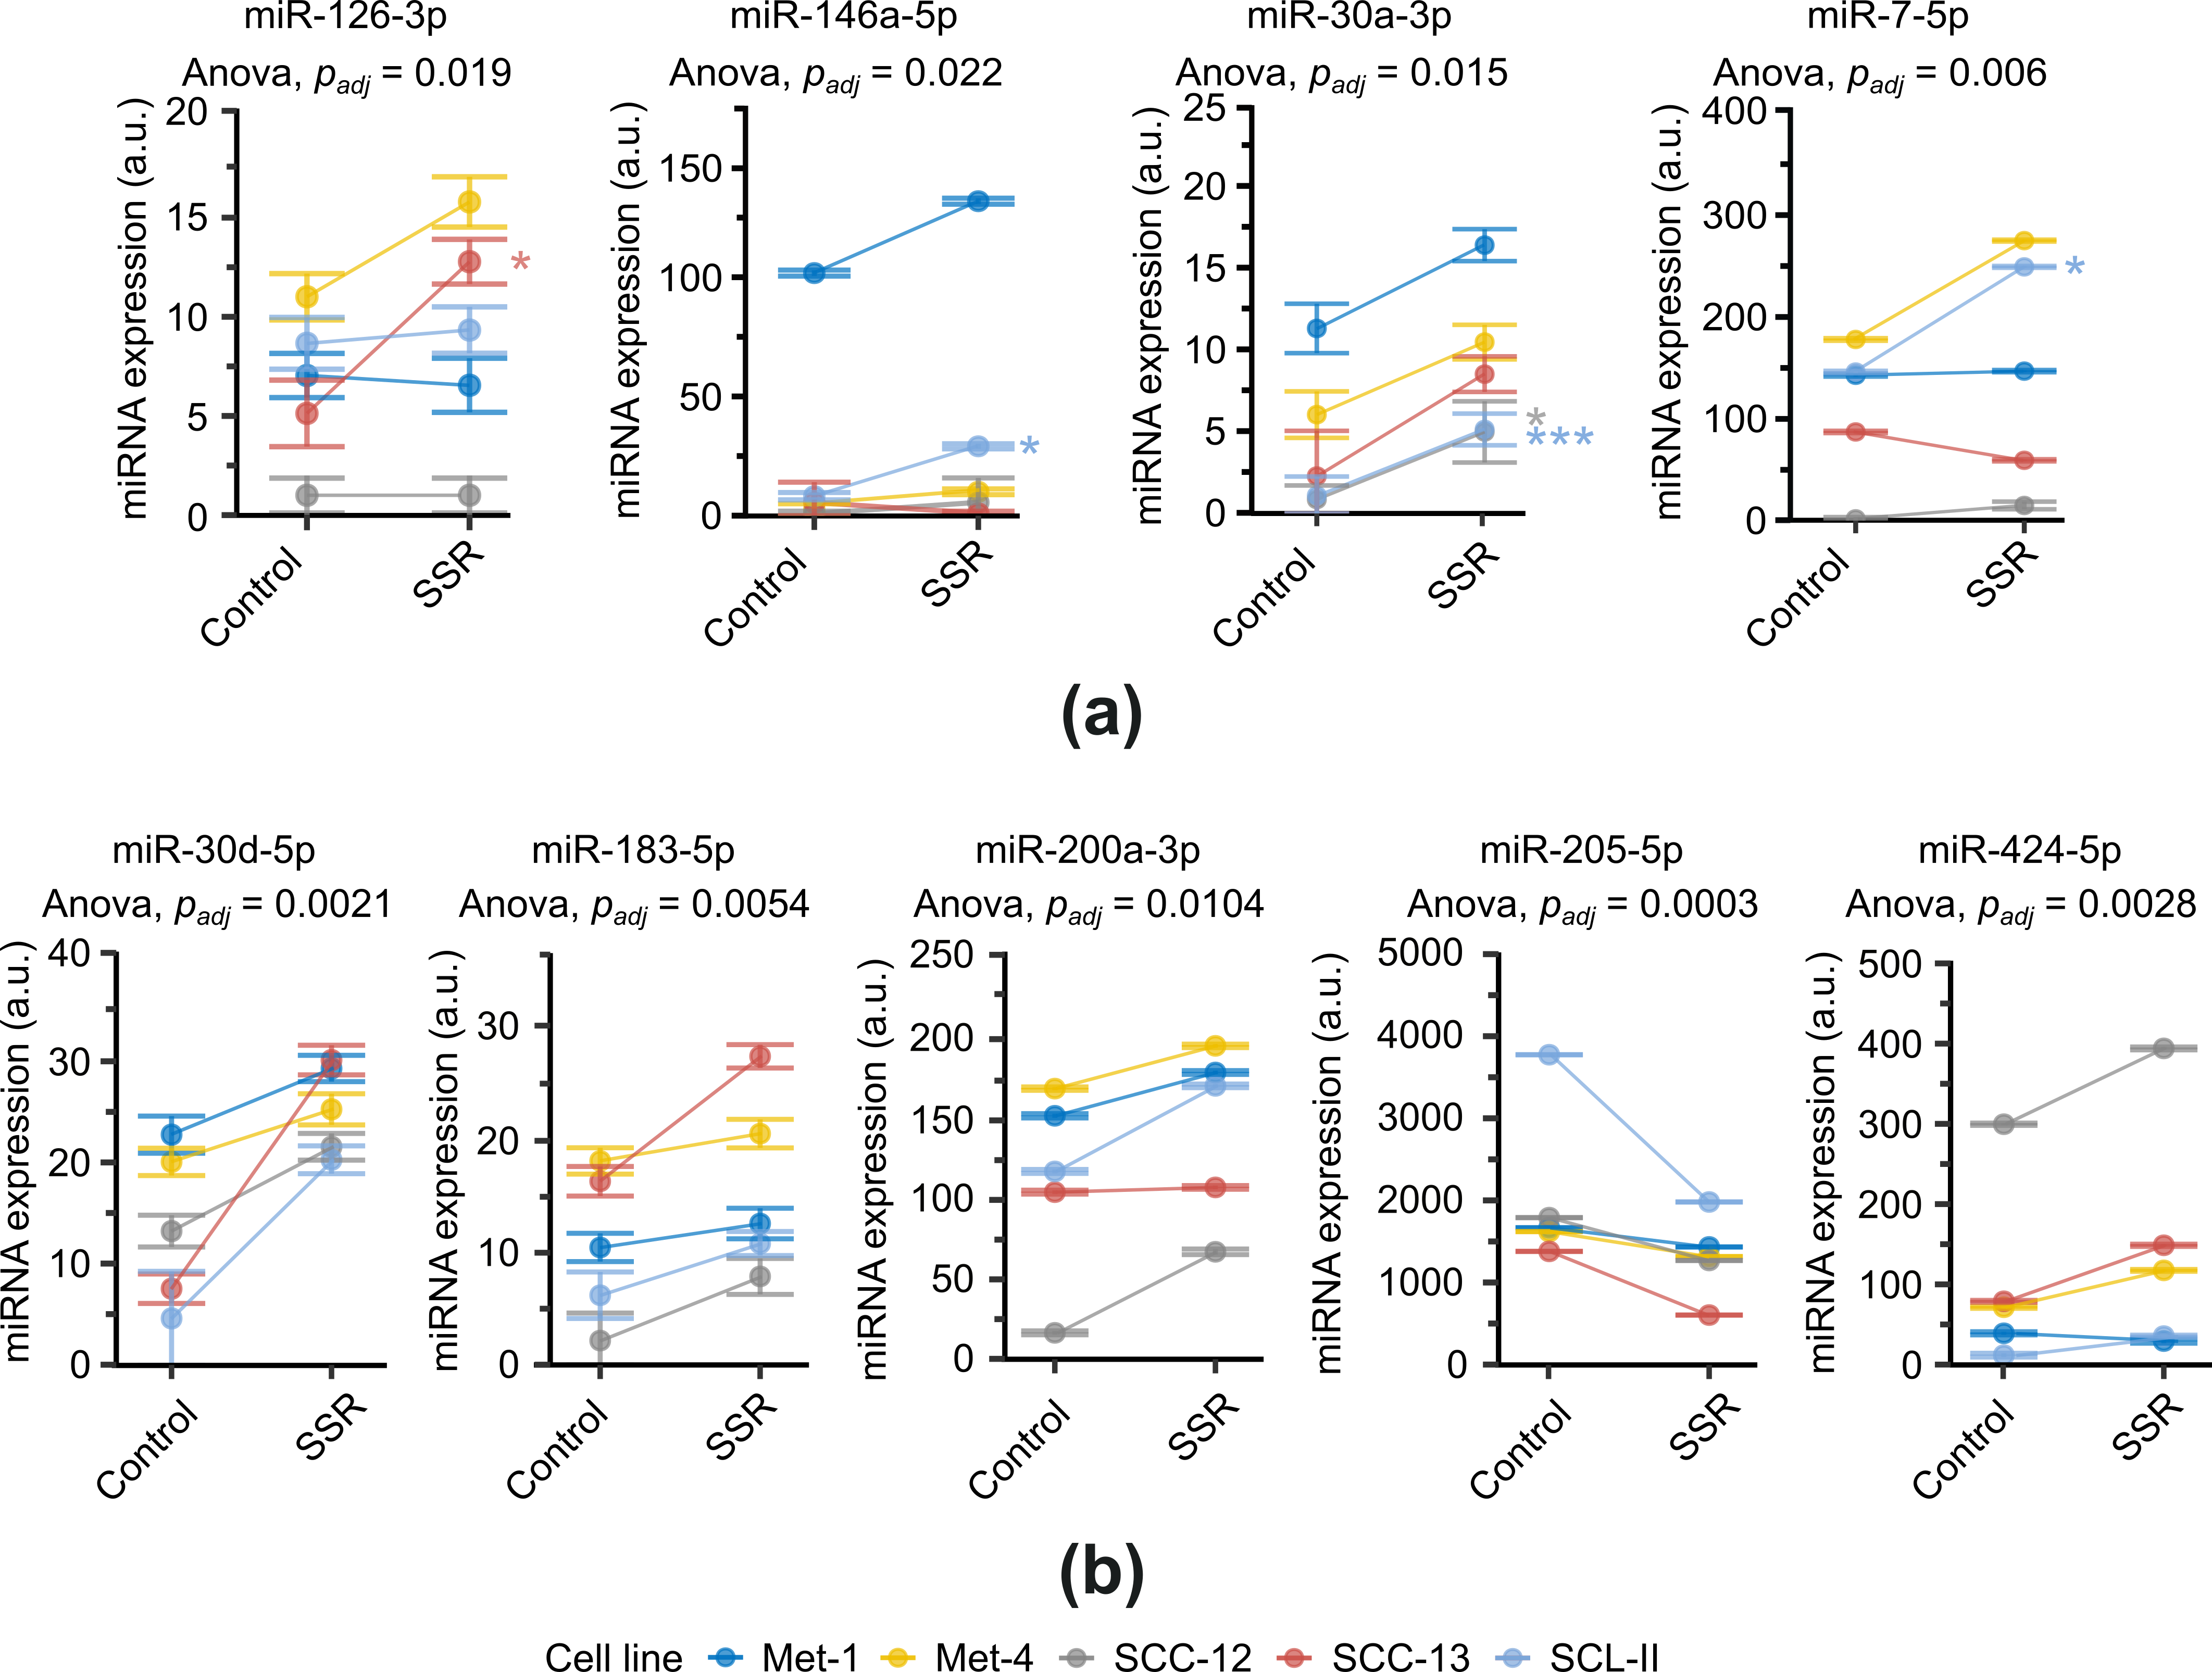 miR-126-3p
Anova, padj = 0.019
miRNA expression (a.u.)
20
15
10
5
0
Control
SSR
*
miR-146a-5p
Anova, padj = 0.022
miRNA expression (a.u.)
150
100
50
0
Control
SSR
*
miR-30a-3p
Anova, padj = 0.015
miRNA expression (a.u.)
25
20
15
10
5
0
Control
SSR
*
***
miR-7-5p
Anova, padj = 0.006
miRNA expression (a.u.)
400
300
200
100
0
Control
SSR
*
(a)
miR-30d-5p
Anova, padj = 0.0021
miRNA expression (a.u.)
40
30
20
10
0
Control
SSR
miR-183-5p
Anova, padj = 0.0054
miRNA expression (a.u.)
30
20
10
0
Control
SSR
miR-200a-3p
Anova, padj = 0.0104
miRNA expression (a.u.)
250
200
150
100
50
0
Control
SSR
miR-205-5p
Anova, padj = 0.0003
miRNA expression (a.u.)
5000
4000
3000
2000
1000
0
Control
SSR
miR-424-5p
Anova, padj = 0.0028
miRNA expression (a.u.)
500
400
300
200
100
0
Control
SSR
(b)
Cell line Met-1 Met-4 SCC-12 SCC-13 SCL-II